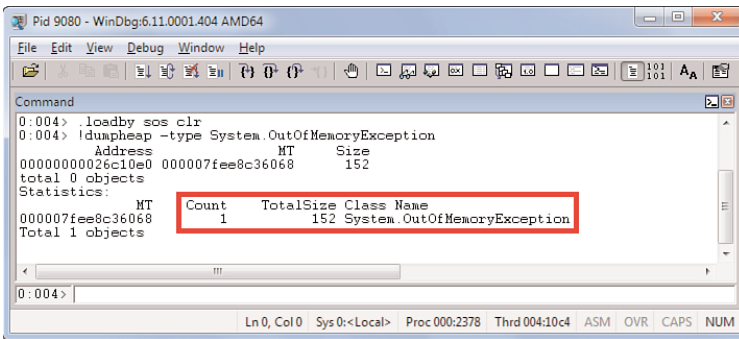 Pid 9080 - WinDbg:6.11.0001.404 AMD64
File Edit View Debug Window Help
101
101
AA
Command
0:004> .loadby sos clr
0:004> !dumpheap -type System.OutOfMemoryException
Address MT Size
00000000026c10e0 000007fee8c36068 152
total 0 objects
Statistics:
MT Count TotalSize Class Name
000007fee8c36068 1 152 System.OutOfMemoryException
Total 1 objects
0:004>
Ln 0, Col 0 Sys 0:<Local> Proc 000:2378 Thrd 004:10c4 ASM OVR CAPS NUM